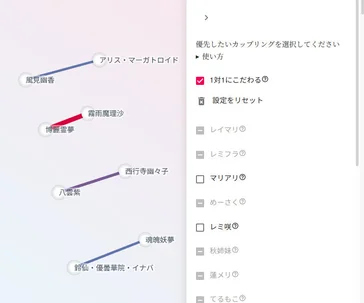 アリス・マーガトロイド
風見幽香
霧雨魔理沙
博麗霊夢
西行寺幽々子
八雲紫
魂魄妖夢
鈴仙・優曇華院・イナバ
優先したいカップリングを選択してください
▸ 使い方
1対1にこだわる?
設定をリセット
レイマリ?
レミフラ?
マリアリ?
めーさく?
レミ咲?
秋姉妹?
蓮メリ?
てるもこ?